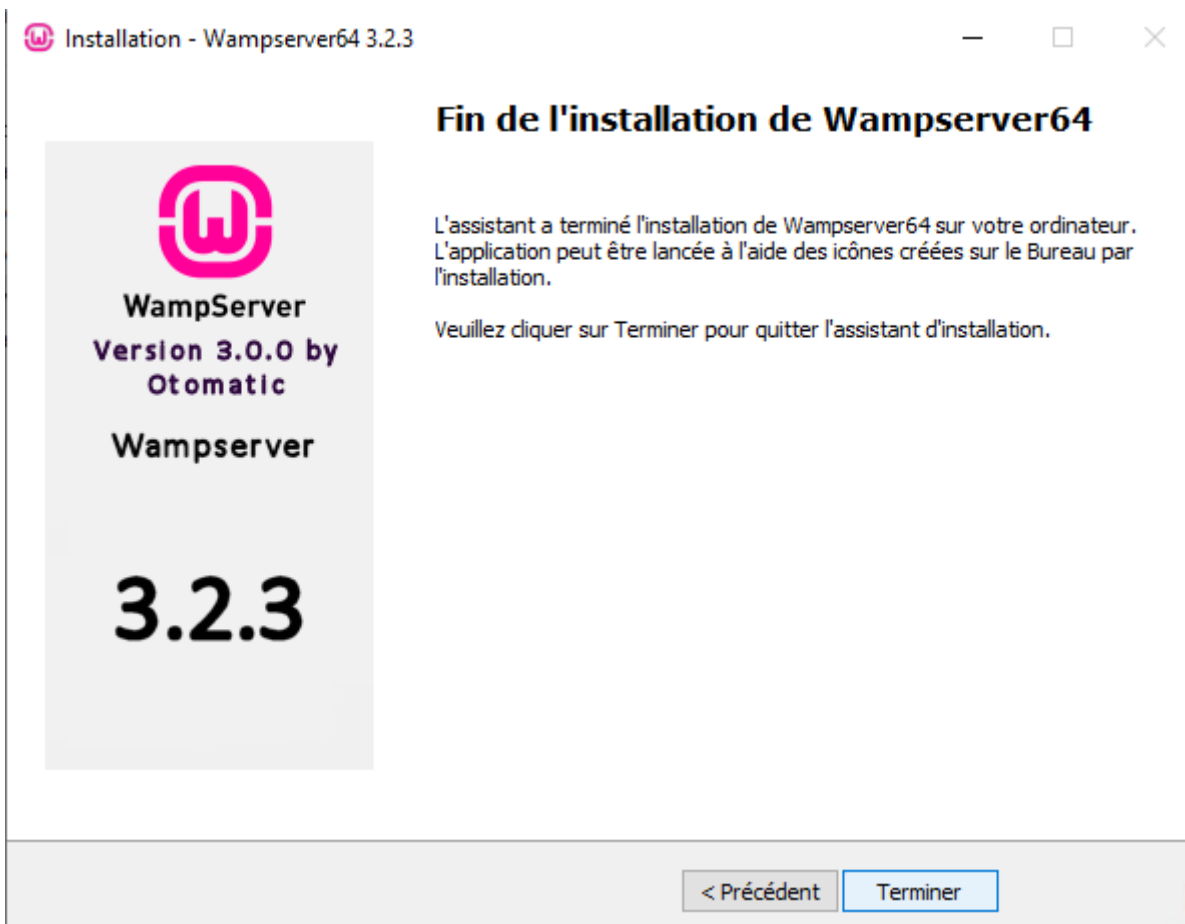 Installation - Wampserver64 3.2.3
Fin de l'installation de Wampserver64
L'assistant a terminé l'installation de Wampserver64 sur votre ordinateur.
L'application peut être lancée à l'aide des icônes créées sur le Bureau par
l'installation.
Veuillez cliquer sur Terminer pour quitter l'assistant d'installation.
WampServer
Version 3.0.0 by
Otomatic
Wampserver
3.2.3
< Précédent
Terminer